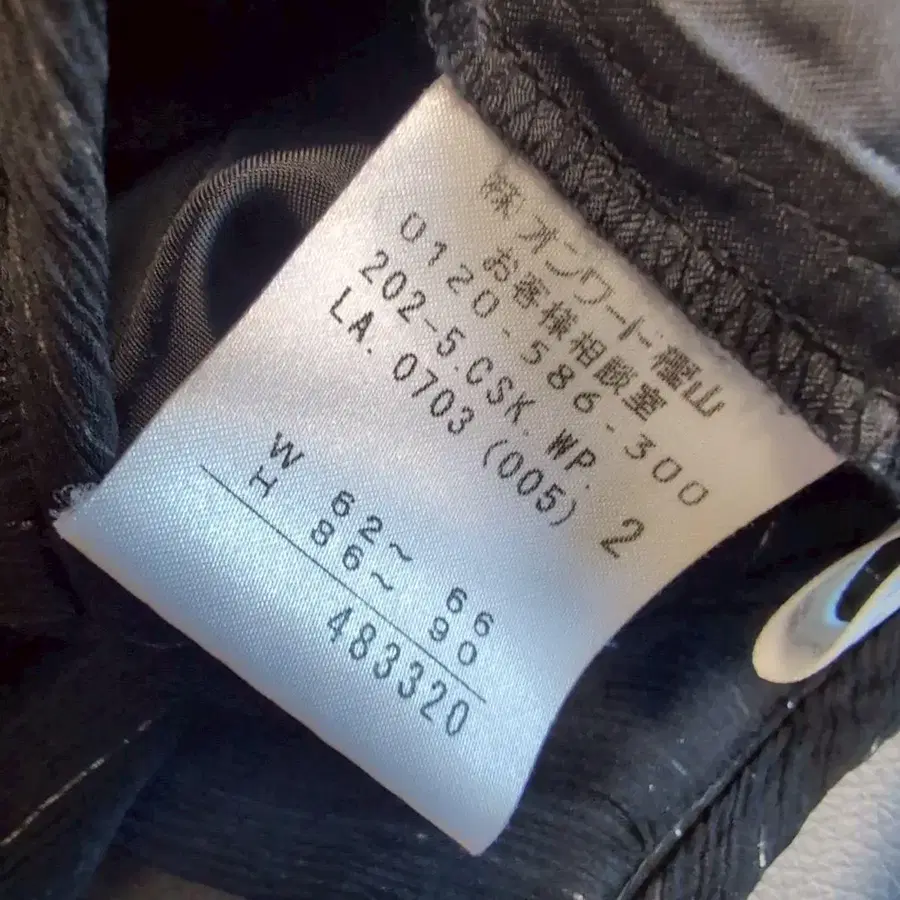 ㈱オンワード樫山
お客様相談室
0120-586-300
202-5.CSK.WP.
LA.0703(005) 2
W 62~ 66
H 86~ 90
483320